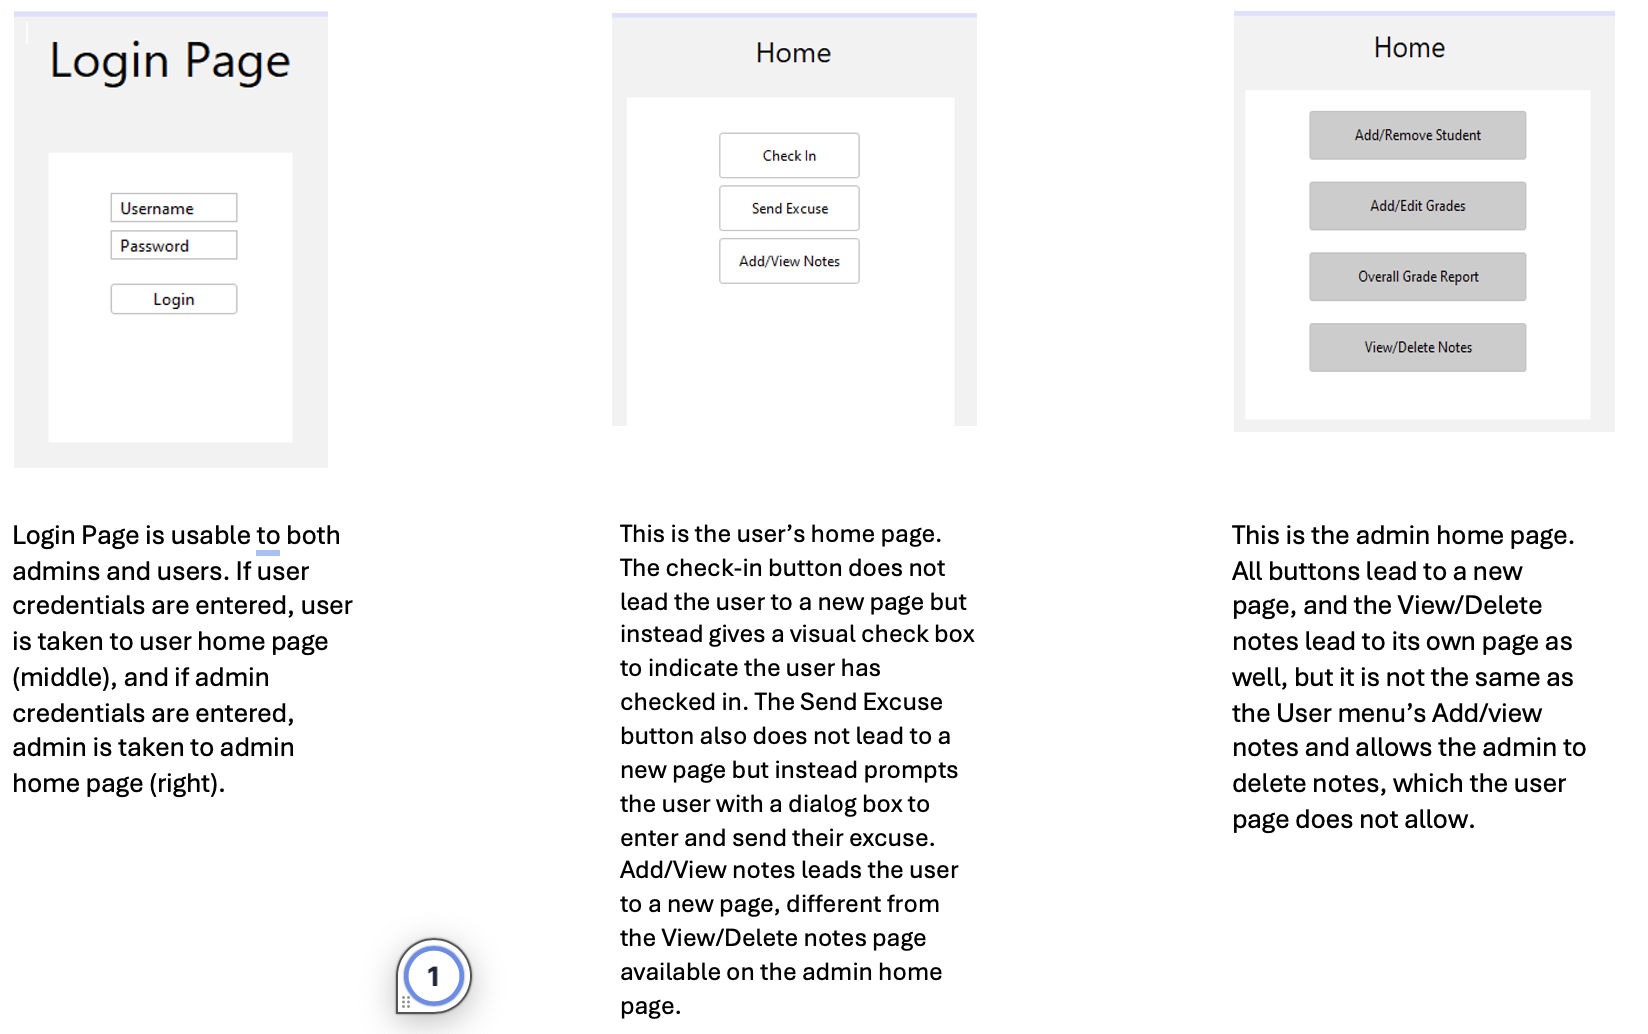 Login Page
Username
Password
Login
Login Page is usable to both
admins and users. If user
credentials are entered, user
is taken to user home page
(middle), and if admin
credentials are entered,
admin is taken to admin
home page (right).
Home
Check In
Send Excuse
Add/View Notes
This is the user’s home page.
The check-in button does not
lead the user to a new page but
instead gives a visual check box
to indicate the user has
checked in. The Send Excuse
button also does not lead to a
new page but instead prompts
the user with a dialog box to
enter and send their excuse.
Add/View notes leads the user
to a new page, different from
the View/Delete notes page
available on the admin home
page.
Home
Add/Remove Student
Add/Edit Grades
Overall Grade Report
View/Delete Notes
This is the admin home page.
All buttons lead to a new
page, and the View/Delete
notes lead to its own page as
well, but it is not the same as
the User menu’s Add/view
notes and allows the admin to
delete notes, which the user
page does not allow.
1